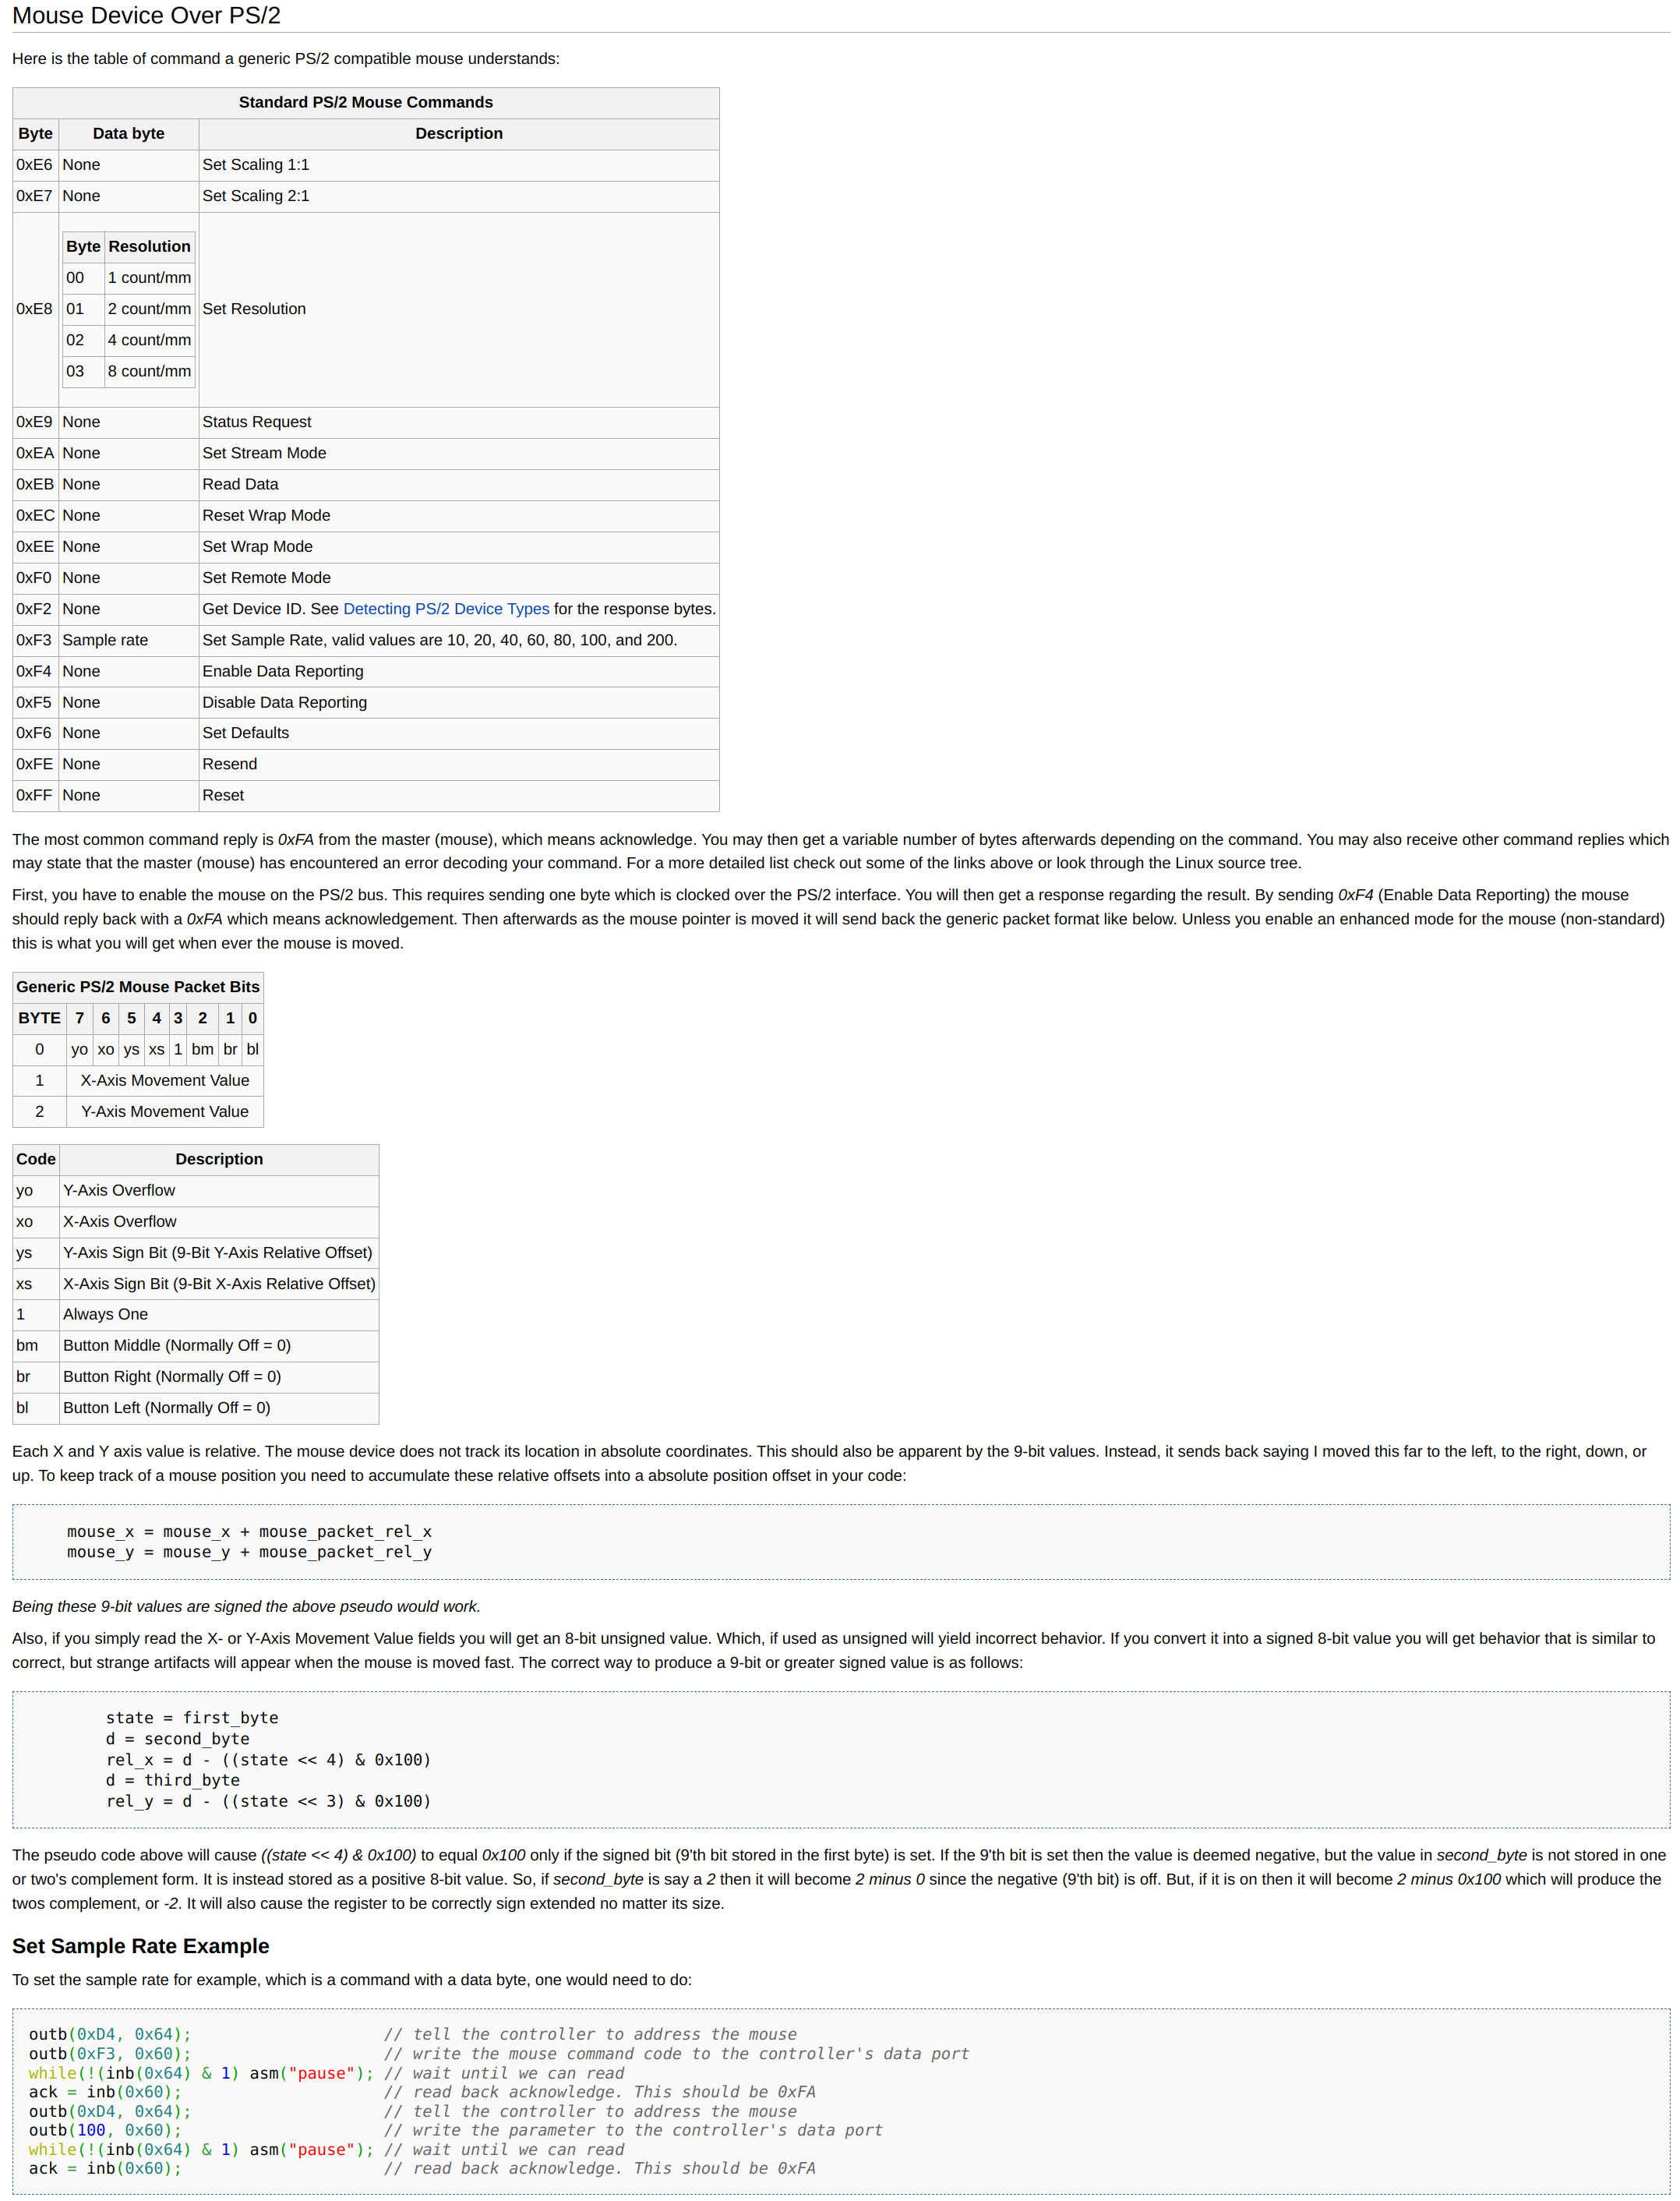 Mouse Device Over PS/2
Here is the table of command a generic PS/2 compatible mouse understands:
Standard PS/2 Mouse Commands
Byte Data byte Description
0xE6 None Set Scaling 1:1
0xE7 None Set Scaling 2:1
Byte Resolution
00 1 count/mm
0xE8 01 2 count/mm Set Resolution
02 4 count/mm
03 8 count/mm
0xE9 None Status Request
0xEA None Set Stream Mode
0xEB None Read Data
0xEC None Reset Wrap Mode
0xEE None Set Wrap Mode
0xF0 None Set Remote Mode
0xF2 None Get Device ID. See Detecting PS/2 Device Types for the response bytes.
0xF3 Sample rate Set Sample Rate, valid values are 10, 20, 40, 60, 80, 100, and 200.
0xF4 None Enable Data Reporting
0xF5 None Disable Data Reporting
0xF6 None Set Defaults
0xFE None Resend
0xFF None Reset
The most common command reply is 0xFA from the master (mouse), which means acknowledge. You may then get a variable number of bytes afterwards depending on the command. You may also receive other command replies which
may state that the master (mouse) has encountered an error decoding your command. For a more detailed list check out some of the links above or look through the Linux source tree.
First, you have to enable the mouse on the PS/2 bus. This requires sending one byte which is clocked over the PS/2 interface. You will then get a response regarding the result. By sending 0xF4 (Enable Data Reporting) the mouse
should reply back with a 0xFA which means acknowledgement. Then afterwards as the mouse pointer is moved it will send back the generic packet format like below. Unless you enable an enhanced mode for the mouse (non-standard)
this is what you will get when ever the mouse is moved.
Generic PS/2 Mouse Packet Bits
BYTE 7 6 5 4 3 2 1 0
0 yo xo ys xs 1 bm br bl
1 X-Axis Movement Value
2 Y-Axis Movement Value
Code Description
yo Y-Axis Overflow
xo X-Axis Overflow
ys Y-Axis Sign Bit (9-Bit Y-Axis Relative Offset)
xs X-Axis Sign Bit (9-Bit X-Axis Relative Offset)
1 Always One
bm Button Middle (Normally Off = 0)
br Button Right (Normally Off = 0)
bl Button Left (Normally Off = 0)
Each X and Y axis value is relative. The mouse device does not track its location in absolute coordinates. This should also be apparent by the 9-bit values. Instead, it sends back saying I moved this far to the left, to the right, down, or
up. To keep track of a mouse position you need to accumulate these relative offsets into a absolute position offset in your code:
mouse_x = mouse_x + mouse_packet_rel_x
mouse_y = mouse_y + mouse_packet_rel_y
Being these 9-bit values are signed the above pseudo would work.
Also, if you simply read the X- or Y-Axis Movement Value fields you will get an 8-bit unsigned value. Which, if used as unsigned will yield incorrect behavior. If you convert it into a signed 8-bit value you will get behavior that is similar to
correct, but strange artifacts will appear when the mouse is moved fast. The correct way to produce a 9-bit or greater signed value is as follows:
state = first_byte
d = second_byte
rel_x = d - ((state << 4) & 0x100)
d = third_byte
rel_y = d - ((state << 3) & 0x100)
The pseudo code above will cause ((state << 4) & 0x100) to equal 0x100 only if the signed bit (9'th bit stored in the first byte) is set. If the 9'th bit is set then the value is deemed negative, but the value in second_byte is not stored in one
or two's complement form. It is instead stored as a positive 8-bit value. So, if second_byte is say a 2 then it will become 2 minus 0 since the negative (9'th bit) is off. But, if it is on then it will become 2 minus 0x100 which will produce the
twos complement, or -2. It will also cause the register to be correctly sign extended no matter its size.
Set Sample Rate Example
To set the sample rate for example, which is a command with a data byte, one would need to do:
outb(0xD4, 0x64); // tell the controller to address the mouse
outb(0xF3, 0x60); // write the mouse command code to the controller's data port
while(!(inb(0x64) & 1) asm("pause"); // wait until we can read
ack = inb(0x60); // read back acknowledge. This should be 0xFA
outb(0xD4, 0x64); // tell the controller to address the mouse
outb(100, 0x60); // write the parameter to the controller's data port
while(!(inb(0x64) & 1) asm("pause"); // wait until we can read
ack = inb(0x60); // read back acknowledge. This should be 0xFA